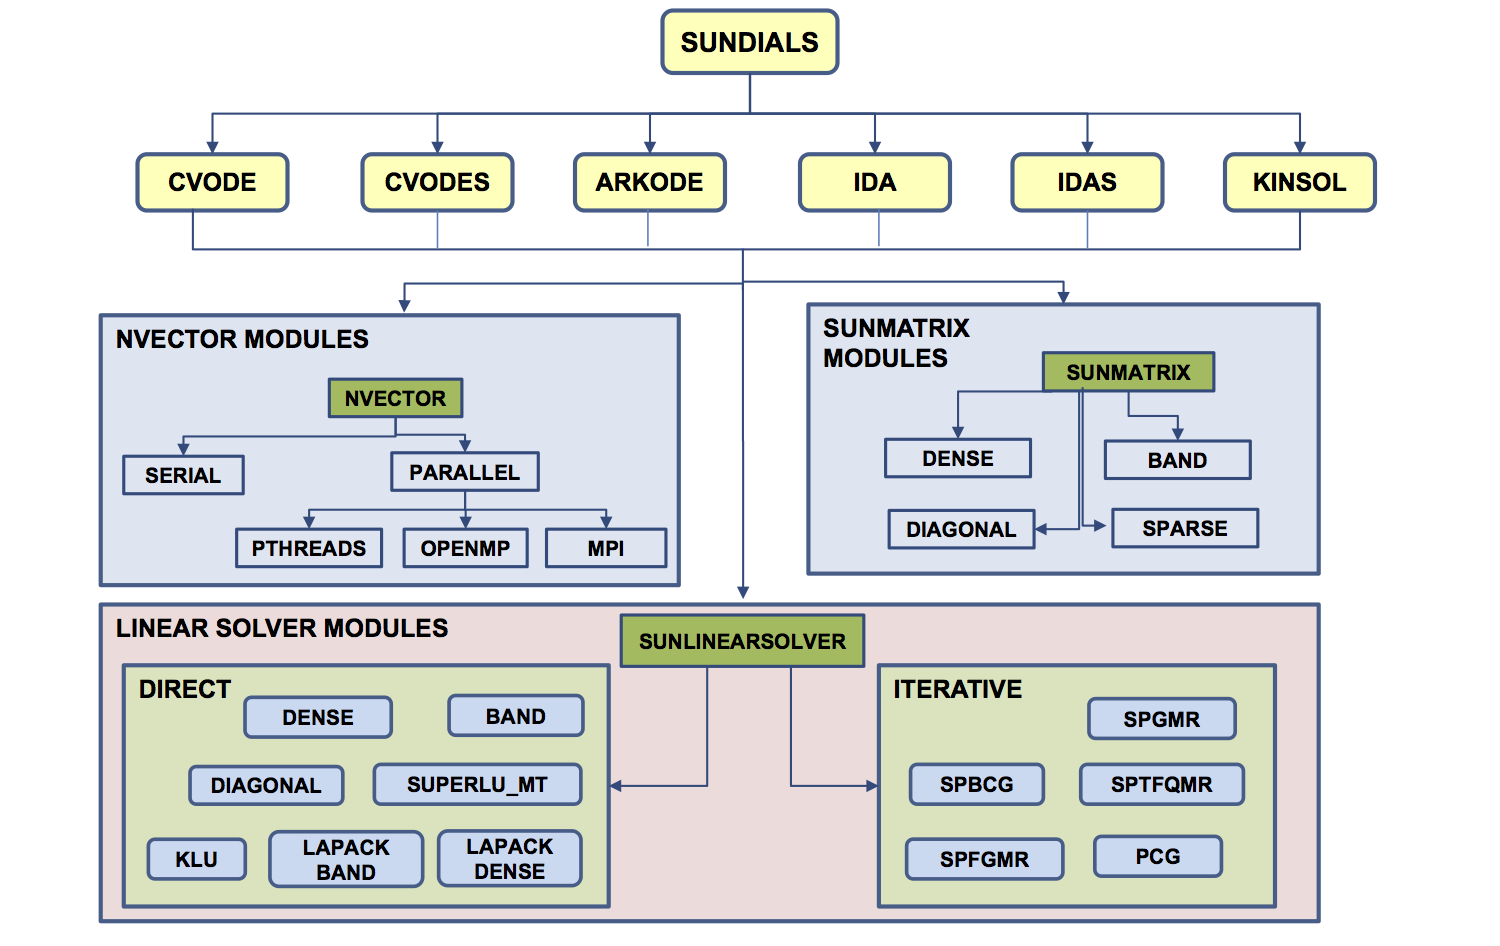 SUNDIALS
CVODE
CVODES
ARKODE
IDA
IDAS
KINSOL
NVECTOR MODULES
NVECTOR
SERIAL
PARALLEL
PTHREADS
OPENMP
MPI
SUNMATRIX
MODULES
SUNMATRIX
DENSE
BAND
DIAGONAL
SPARSE
LINEAR SOLVER MODULES
SUNLINEARSOLVER
DIRECT
DENSE
BAND
DIAGONAL
SUPERLU_MT
KLU
LAPACK
BAND
LAPACK
DENSE
ITERATIVE
SPGMR
SPBCG
SPTFQMR
SPFGMR
PCG